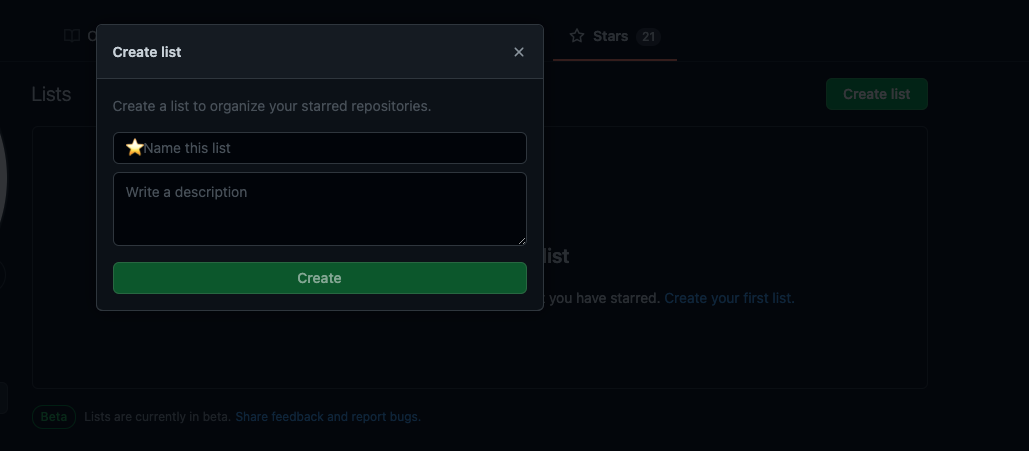 Stars 21
Create list
Lists
Create list
Create a list to organize your starred repositories.
⭐Name this list
Write a description
list
Create
you have starred. Create your first list.
Beta Lists are currently in beta. Share feedback and report bugs.